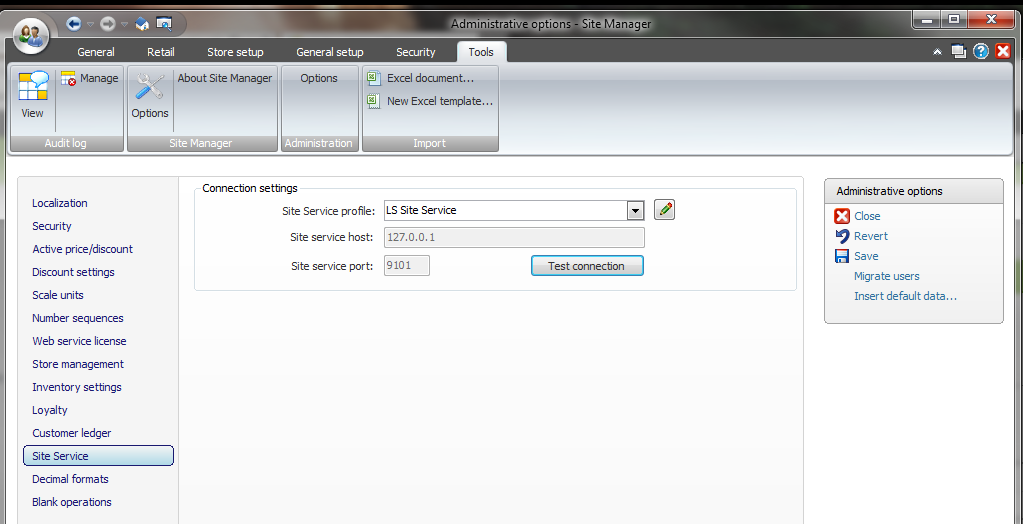 Administrative options - Site Manager
General Retail Store setup General setup Security Tools
View
Manage
Audit log
Options
About Site Manager
Site Manager
Options
Administration
Excel document...
New Excel template...
Import
Localization
Security
Active price/discount
Discount settings
Scale units
Number sequences
Web service license
Store management
Inventory settings
Loyalty
Customer ledger
Site Service
Decimal formats
Blank operations
Connection settings
Site Service profile: LS Site Service
Site service host: 127.0.0.1
Site service port: 9101 Test connection
Administrative options
Close
Revert
Save
Migrate users
Insert default data...